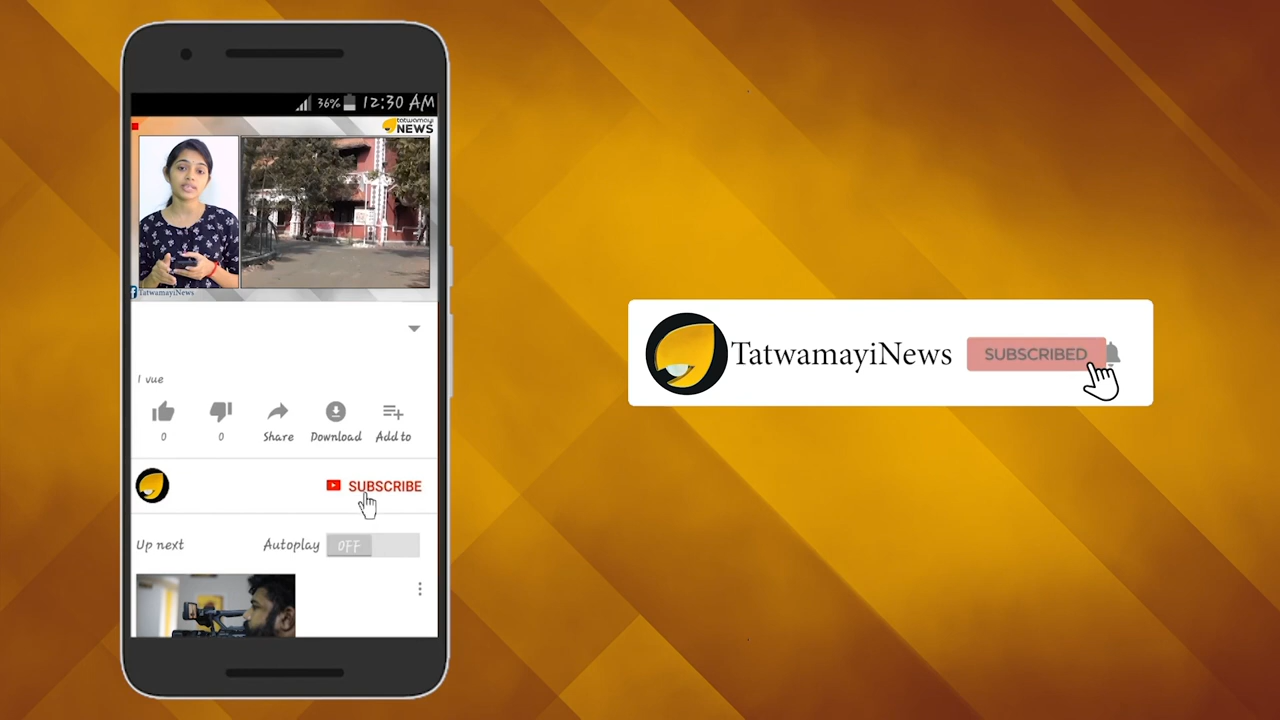 36% 12:30 AM
tatwamayi
NEWS
TatwamayiNews
1 vue
0 0 Share Download Add to
SUBSCRIBE
Up next Autoplay OFF
TatwamayiNews SUBSCRIBED